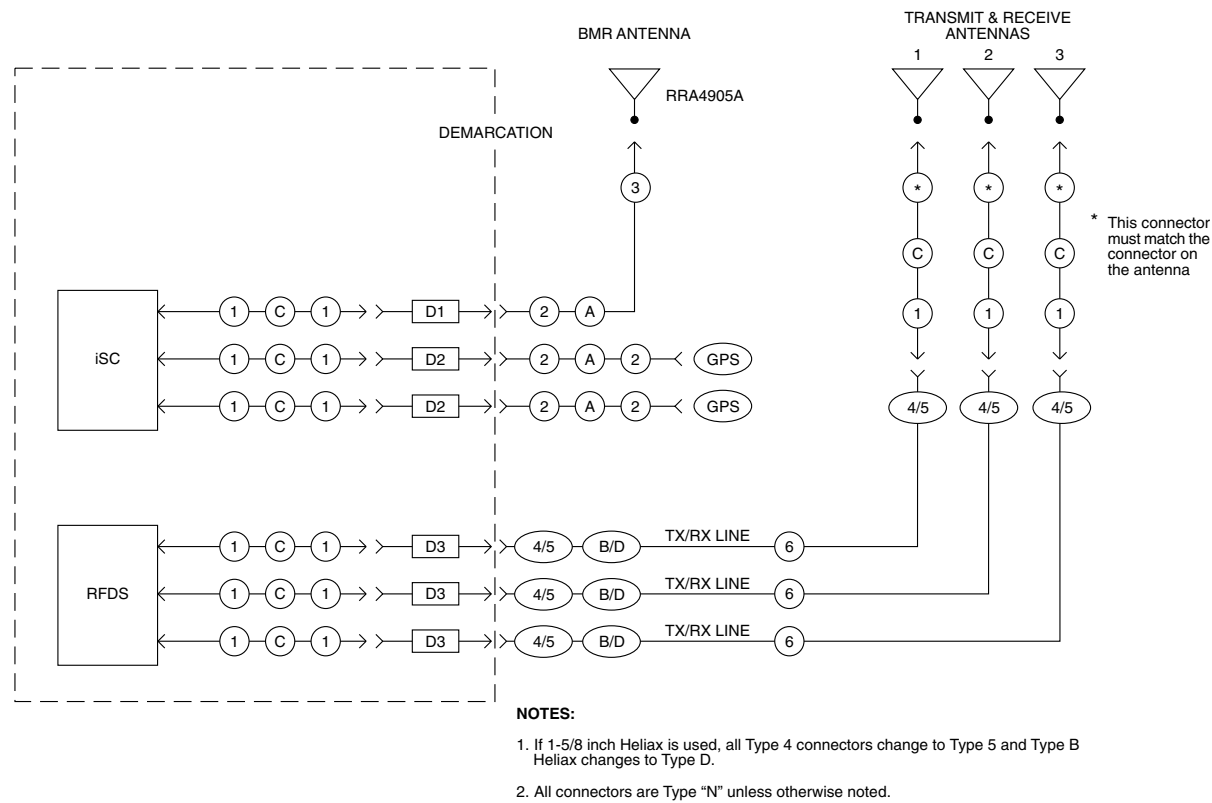 TRANSMIT & RECEIVE
ANTENNAS
BMR ANTENNA
1 2 3
RRA4905A
DEMARCATION
3
* * *
* This connector
must match the
connector on
the antenna
C C C
iSC
1 C 1 D1 2 A
1 1 1
1 C 1 D2 2 A 2 GPS
1 C 1 D2 2 A 2 GPS
4/5 4/5 4/5
RFDS
1 C 1 D3 4/5 B/D TX/RX LINE 6
1 C 1 D3 4/5 B/D TX/RX LINE 6
1 C 1 D3 4/5 B/D TX/RX LINE 6
NOTES:
1. If 1-5/8 inch Heliax is used, all Type 4 connectors change to Type 5 and Type B
Heliax changes to Type D.
2. All connectors are Type “N” unless otherwise noted.